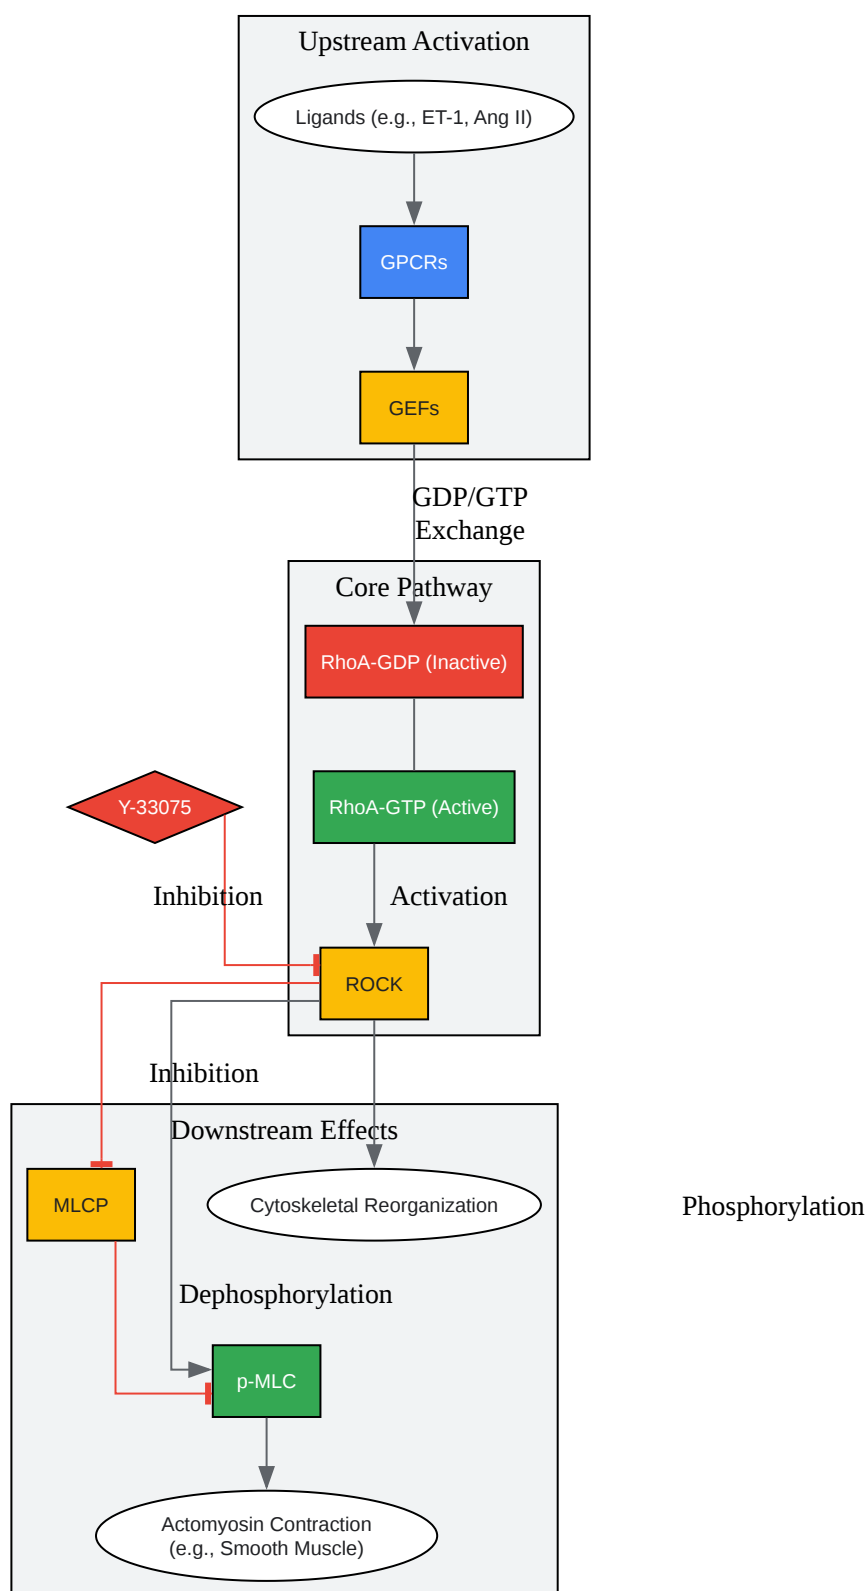 Upstream Activation
Ligands (e.g., ET-1, Ang II)
GPCRs
GEFs
GDP/GTP
Exchange
Core Pathway
RhoA-GDP (Inactive)
RhoA-GTP (Active)
Y-33075
Inhibition
Activation
ROCK
Inhibition
Downstream Effects
MLCP
Cytoskeletal Reorganization
Phosphorylation
Dephosphorylation
p-MLC
Actomyosin Contraction
(e.g., Smooth Muscle)